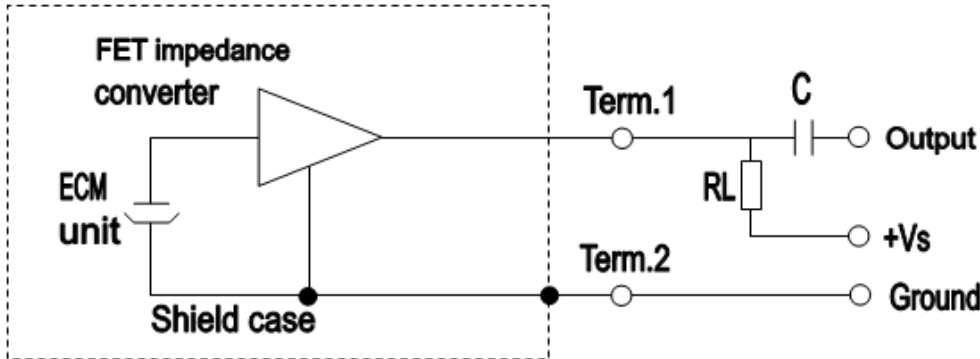 FET impedance
converter
Term.1
C
Output
ECM
unit
RL
+Vs
Term.2
Ground
Shield case